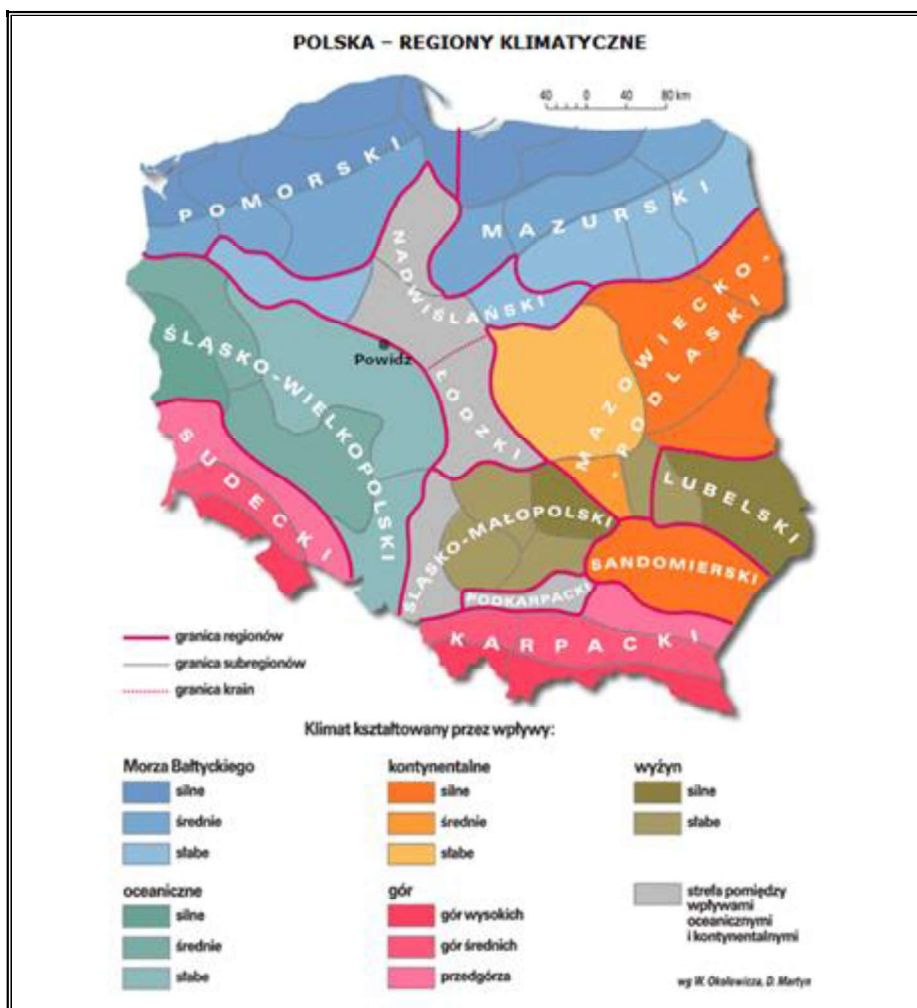 POLSKA – REGIONY KLIMATYCZNE
40 0 40 80 km
POMORSKI
MAZURSKI
NADWIŚLAŃSKI
MAZOWIECKO-
-PODLASKI
Powidz
ŚLĄSKO-WIELKOPOLSKI
ŁÓDZKI
SUDECKI
LUBELSKI
ŚLĄSKO-MAŁOPOLSKI
SANDOMIERSKI
PODKARPACKI
KARPACKI
granica regionów
granica subregionów
granica krain
Klimat kształtowany przez wpływy:
Morza Bałtyckiego
silne
średnie
słabe
kontynentalne
silne
średnie
słabe
wyżyn
silne
słabe
oceaniczne
silne
średnie
słabe
gór
gór wysokich
gór średnich
przedgórza
strefa pomiędzy
wpływami
oceanicznymi
i kontynentalnymi
wg W. Okołowicza, D. Martyn